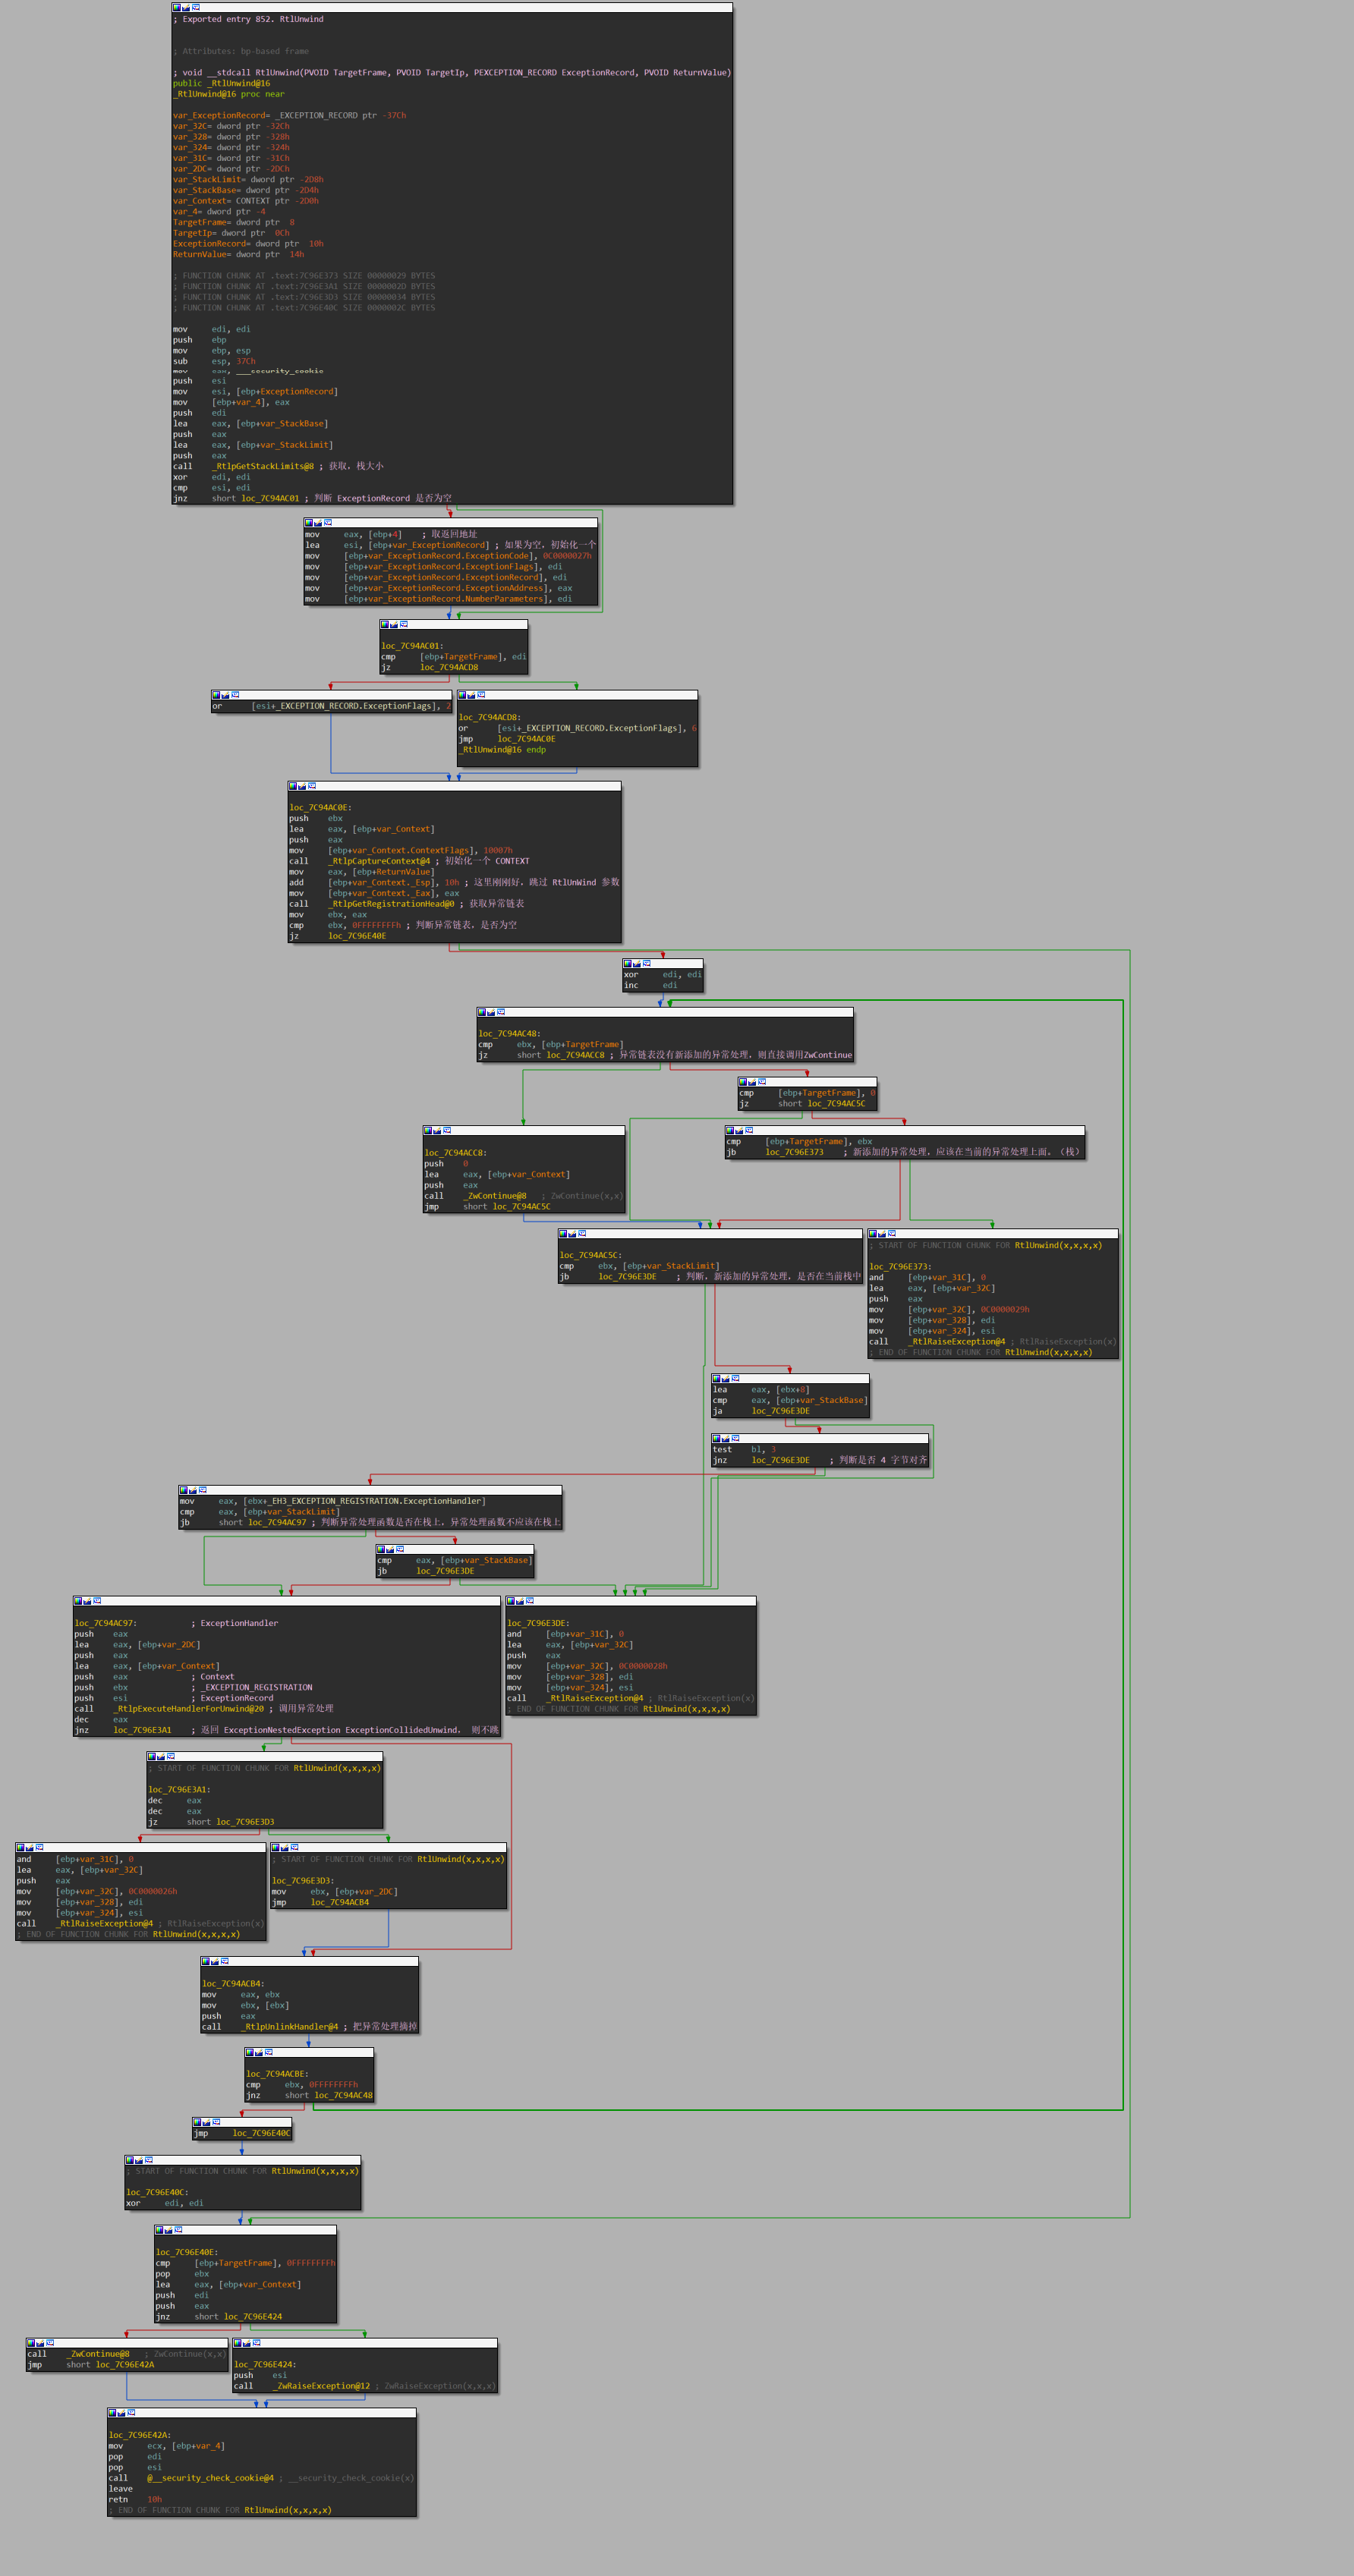 ; Exported entry 852. RtlUnwind
; Attributes: bp-based frame
; void __stdcall RtlUnwind(PVOID TargetFrame, PVOID TargetIp, PEXCEPTION_RECORD ExceptionRecord, PVOID ReturnValue)
public _RtlUnwind@16
_RtlUnwind@16 proc near
var_ExceptionRecord= _EXCEPTION_RECORD ptr -37Ch
var_32C= dword ptr -32Ch
var_328= dword ptr -328h
var_324= dword ptr -324h
var_31C= dword ptr -31Ch
var_2DC= dword ptr -2DCh
var_StackLimit= dword ptr -2D8h
var_StackBase= dword ptr -2D4h
var_Context= CONTEXT ptr -2D0h
var_4= dword ptr -4
TargetFrame= dword ptr  8
TargetIp= dword ptr  0Ch
ExceptionRecord= dword ptr  10h
ReturnValue= dword ptr  14h
; FUNCTION CHUNK AT .text:7C96E373 SIZE 00000029 BYTES
; FUNCTION CHUNK AT .text:7C96E3A1 SIZE 0000002D BYTES
; FUNCTION CHUNK AT .text:7C96E3D3 SIZE 00000034 BYTES
; FUNCTION CHUNK AT .text:7C96E40C SIZE 0000002C BYTES
mov     edi, edi
push    ebp
mov     ebp, esp
sub     esp, 37Ch
mov     eax, ___security_cookie
push    esi
mov     esi, [ebp+ExceptionRecord]
mov     [ebp+var_4], eax
push    edi
lea     eax, [ebp+var_StackBase]
push    eax
lea     eax, [ebp+var_StackLimit]
push    eax
call    _RtlpGetStackLimits@8 ; 获取，栈大小
xor     edi, edi
cmp     esi, edi
jnz     short loc_7C94AC01 ; 判断 ExceptionRecord 是否为空
mov     eax, [ebp+4]    ; 取返回地址
lea     esi, [ebp+var_ExceptionRecord] ; 如果为空，初始化一个
mov     [ebp+var_ExceptionRecord.ExceptionCode], 0C0000027h
mov     [ebp+var_ExceptionRecord.ExceptionFlags], edi
mov     [ebp+var_ExceptionRecord.ExceptionRecord], edi
mov     [ebp+var_ExceptionRecord.ExceptionAddress], eax
mov     [ebp+var_ExceptionRecord.NumberParameters], edi
loc_7C94AC01:
cmp     [ebp+TargetFrame], edi
jz      loc_7C94ACD8
or      [esi+_EXCEPTION_RECORD.ExceptionFlags], 2
loc_7C94ACD8:
or      [esi+_EXCEPTION_RECORD.ExceptionFlags], 6
jmp     loc_7C94AC0E
_RtlUnwind@16 endp
loc_7C94AC0E:
push    ebx
lea     eax, [ebp+var_Context]
push    eax
mov     [ebp+var_Context.ContextFlags], 10007h
call    _RtlpCaptureContext@4 ; 初始化一个 CONTEXT
mov     eax, [ebp+ReturnValue]
add     [ebp+var_Context._Esp], 10h ; 这里刚刚好，跳过 RtlUnWind 参数
mov     [ebp+var_Context._Eax], eax
call    _RtlpGetRegistrationHead@0 ; 获取异常链表
mov     ebx, eax
cmp     ebx, 0FFFFFFFFh ; 判断异常链表，是否为空
jz      loc_7C96E40E
xor     edi, edi
inc     edi
loc_7C94AC48:
cmp     ebx, [ebp+TargetFrame]
jz      short loc_7C94ACC8 ; 异常链表没有新添加的异常处理，则直接调用ZwContinue
cmp     [ebp+TargetFrame], 0
jz      short loc_7C94AC5C
loc_7C94ACC8:
push    0
lea     eax, [ebp+var_Context]
push    eax
call    _ZwContinue@8   ; ZwContinue(x,x)
jmp     short loc_7C94AC5C
cmp     [ebp+TargetFrame], ebx
jb      loc_7C96E373    ; 新添加的异常处理，应该在当前的异常处理上面。（栈）
loc_7C94AC5C:
cmp     ebx, [ebp+var_StackLimit]
jb      loc_7C96E3DE    ; 判断，新添加的异常处理，是否在当前栈中
; START OF FUNCTION CHUNK FOR RtlUnwind(x,x,x,x)
loc_7C96E373:
and     [ebp+var_31C], 0
lea     eax, [ebp+var_32C]
push    eax
mov     [ebp+var_32C], 0C0000029h
mov     [ebp+var_328], edi
mov     [ebp+var_324], esi
call    _RtlRaiseException@4 ; RtlRaiseException(x)
; END OF FUNCTION CHUNK FOR RtlUnwind(x,x,x,x)
lea     eax, [ebx+8]
cmp     eax, [ebp+var_StackBase]
ja      loc_7C96E3DE
test    bl, 3
jnz     loc_7C96E3DE    ; 判断是否 4 字节对齐
mov     eax, [ebx+_EH3_EXCEPTION_REGISTRATION.ExceptionHandler]
cmp     eax, [ebp+var_StackLimit]
jb      short loc_7C94AC97 ; 判断异常处理函数是否在栈上，异常处理函数不应该在栈上
cmp     eax, [ebp+var_StackBase]
jb      loc_7C96E3DE
loc_7C94AC97:           ; ExceptionHandler
push    eax
lea     eax, [ebp+var_2DC]
push    eax
lea     eax, [ebp+var_Context]
push    eax             ; Context
push    ebx             ; _EXCEPTION_REGISTRATION
push    esi             ; ExceptionRecord
call    _RtlpExecuteHandlerForUnwind@20 ; 调用异常处理
dec     eax
jnz     loc_7C96E3A1    ; 返回 ExceptionNestedException ExceptionCollidedUnwind， 则不跳
loc_7C96E3DE:
and     [ebp+var_31C], 0
lea     eax, [ebp+var_32C]
push    eax
mov     [ebp+var_32C], 0C0000028h
mov     [ebp+var_328], edi
mov     [ebp+var_324], esi
call    _RtlRaiseException@4 ; RtlRaiseException(x)
; END OF FUNCTION CHUNK FOR RtlUnwind(x,x,x,x)
; START OF FUNCTION CHUNK FOR RtlUnwind(x,x,x,x)
loc_7C96E3A1:
dec     eax
dec     eax
jz      short loc_7C96E3D3
and     [ebp+var_31C], 0
lea     eax, [ebp+var_32C]
push    eax
mov     [ebp+var_32C], 0C0000026h
mov     [ebp+var_328], edi
mov     [ebp+var_324], esi
call    _RtlRaiseException@4 ; RtlRaiseException(x)
; END OF FUNCTION CHUNK FOR RtlUnwind(x,x,x,x)
; START OF FUNCTION CHUNK FOR RtlUnwind(x,x,x,x)
loc_7C96E3D3:
mov     ebx, [ebp+var_2DC]
jmp     loc_7C94ACB4
loc_7C94ACB4:
mov     eax, ebx
mov     ebx, [ebx]
push    eax
call    _RtlpUnlinkHandler@4 ; 把异常处理摘掉
loc_7C94ACBE:
cmp     ebx, 0FFFFFFFFh
jnz     short loc_7C94AC48
jmp     loc_7C96E40C
; START OF FUNCTION CHUNK FOR RtlUnwind(x,x,x,x)
loc_7C96E40C:
xor     edi, edi
loc_7C96E40E:
cmp     [ebp+TargetFrame], 0FFFFFFFFh
pop     ebx
lea     eax, [ebp+var_Context]
push    edi
push    eax
jnz     short loc_7C96E424
call    _ZwContinue@8   ; ZwContinue(x,x)
jmp     short loc_7C96E42A
loc_7C96E424:
push    esi
call    _ZwRaiseException@12 ; ZwRaiseException(x,x,x)
loc_7C96E42A:
mov     ecx, [ebp+var_4]
pop     edi
pop     esi
call    @__security_check_cookie@4 ; __security_check_cookie(x)
leave
retn    10h
; END OF FUNCTION CHUNK FOR RtlUnwind(x,x,x,x)